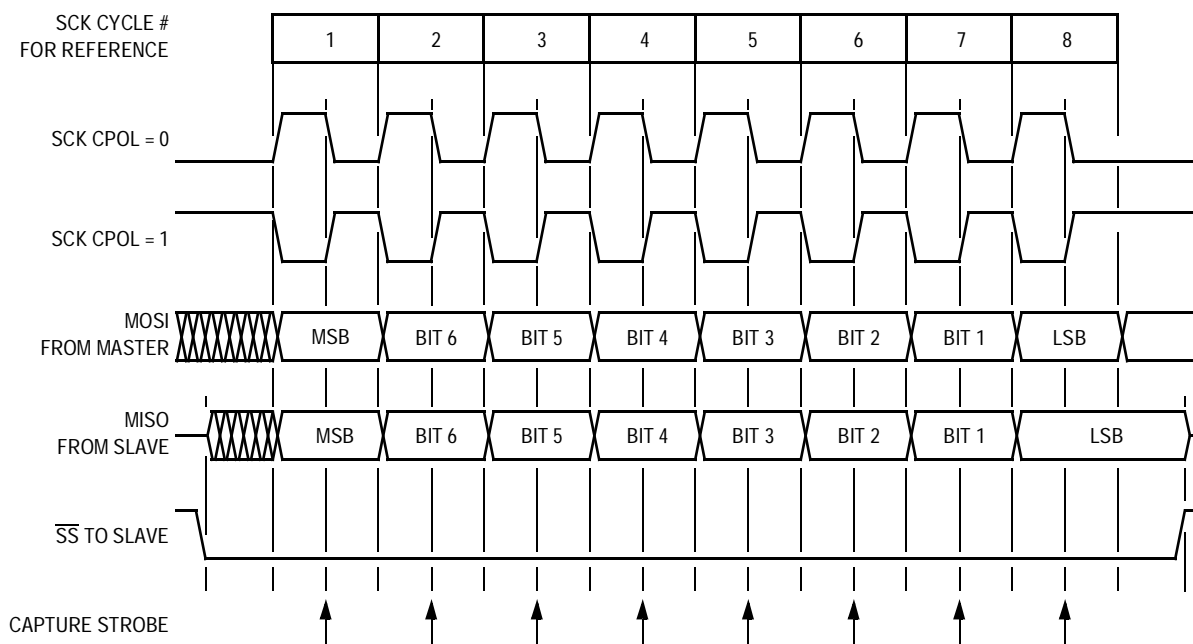 SCK CYCLE #
FOR REFERENCE
1 2 3 4 5 6 7 8
SCK CPOL = 0
SCK CPOL = 1
MOSI
FROM MASTER
MSB BIT 6 BIT 5 BIT 4 BIT 3 BIT 2 BIT 1 LSB
MISO
FROM SLAVE
MSB BIT 6 BIT 5 BIT 4 BIT 3 BIT 2 BIT 1 LSB
S̅S̅ TO SLAVE
CAPTURE STROBE